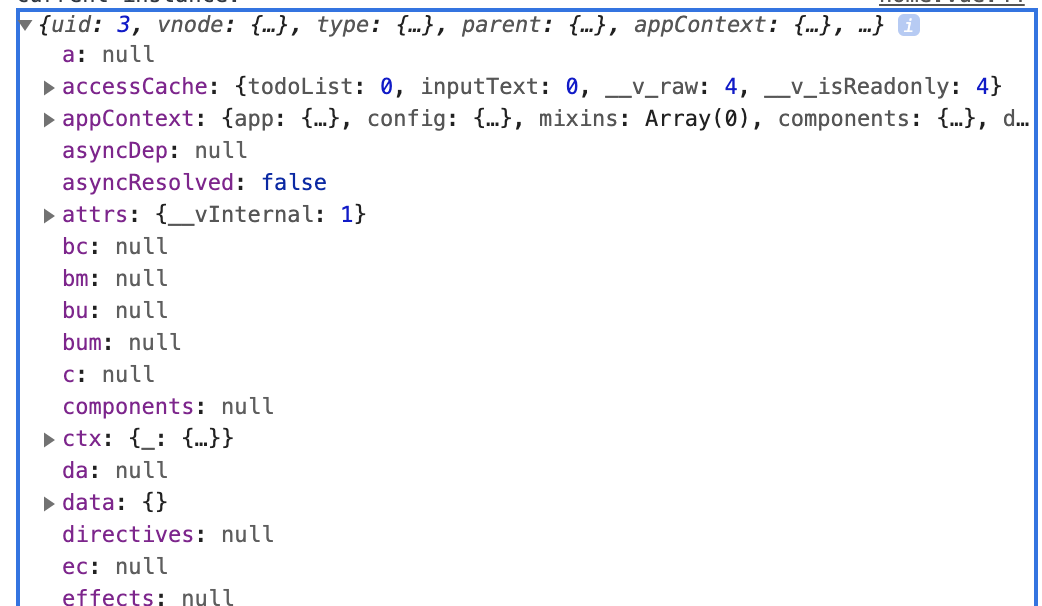 current instance:
{uid: 3, vnode: {…}, type: {…}, parent: {…}, appContext: {…}, …} i
a: null
accessCache: {todoList: 0, inputText: 0, __v_raw: 4, __v_isReadonly: 4}
appContext: {app: {…}, config: {…}, mixins: Array(0), components: {…}, d…
asyncDep: null
asyncResolved: false
attrs: {__vInternal: 1}
bc: null
bm: null
bu: null
bum: null
c: null
components: null
ctx: {_: {…}}
da: null
data: {}
directives: null
ec: null
effects: null